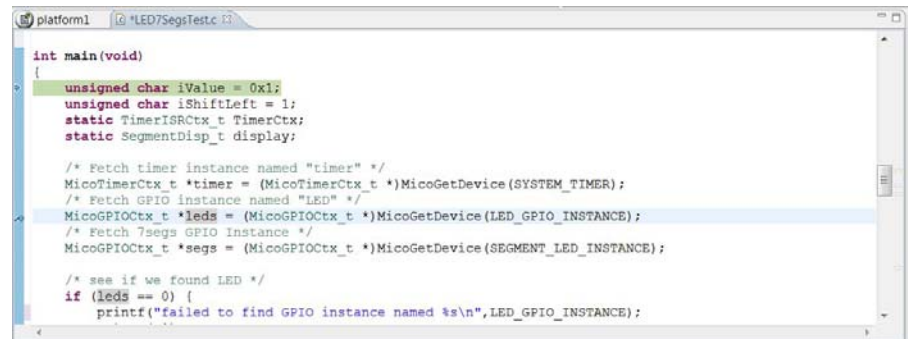 platform1 *LED7SegsTest.c
int main(void)
{
unsigned char iValue = 0x1;
unsigned char iShiftLeft = 1;
static TimerISRCtx_t TimerCtx;
static SegmentDisp_t display;
/* Fetch timer instance named "timer" */
MicoTimerCtx_t *timer = (MicoTimerCtx_t *)MicoGetDevice(SYSTEM_TIMER);
/* Fetch GPIO instance named "LED" */
MicoGPIOCtx_t *leds = (MicoGPIOCtx_t *)MicoGetDevice(LED_GPIO_INSTANCE);
/* Fetch 7segs GPIO Instance */
MicoGPIOCtx_t *segs = (MicoGPIOCtx_t *)MicoGetDevice(SEGMENT_LED_INSTANCE);
/* see if we found LED */
if (leds == 0) {
printf("failed to find GPIO instance named %s\n",LED_GPIO_INSTANCE);